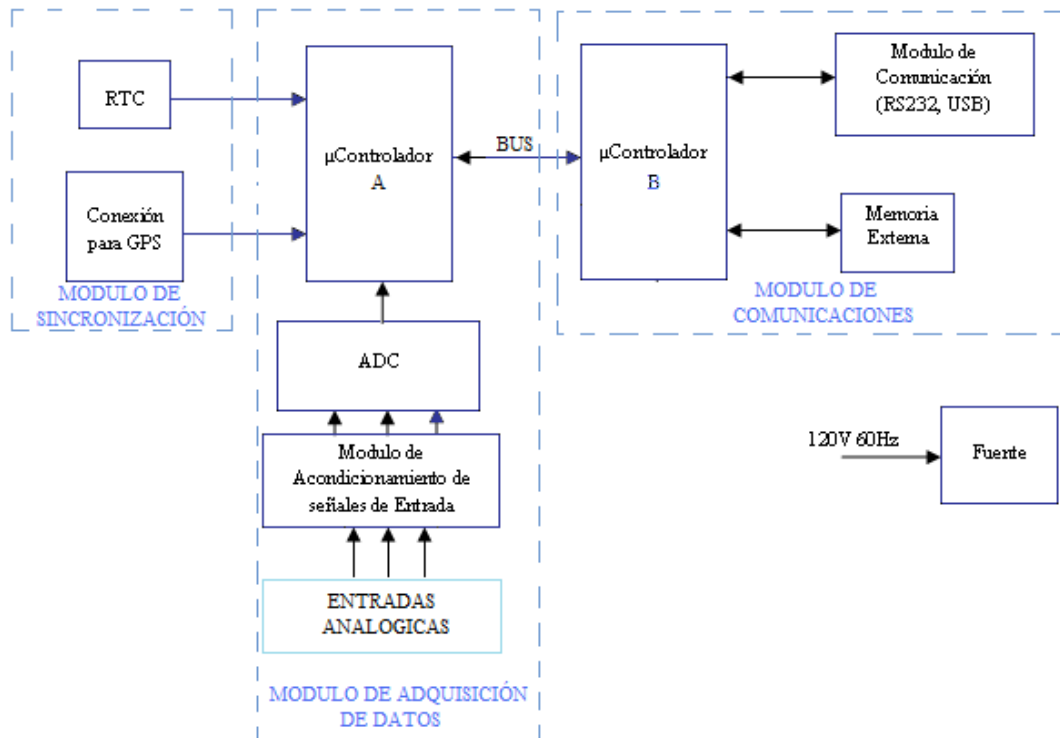 RTC
Conexión
para GPS
MODULO DE
SINCRONIZACIÓN
µControlador
A
ADC
Modulo de
Acondicionamiento de
señales de Entrada
ENTRADAS
ANALOGICAS
MODULO DE ADQUISICIÓN
DE DATOS
BUS
µControlador
B
Modulo de
Comunicación
(RS232, USB)
Memoria
Externa
MODULO DE
COMUNICACIONES
120V 60Hz
Fuente